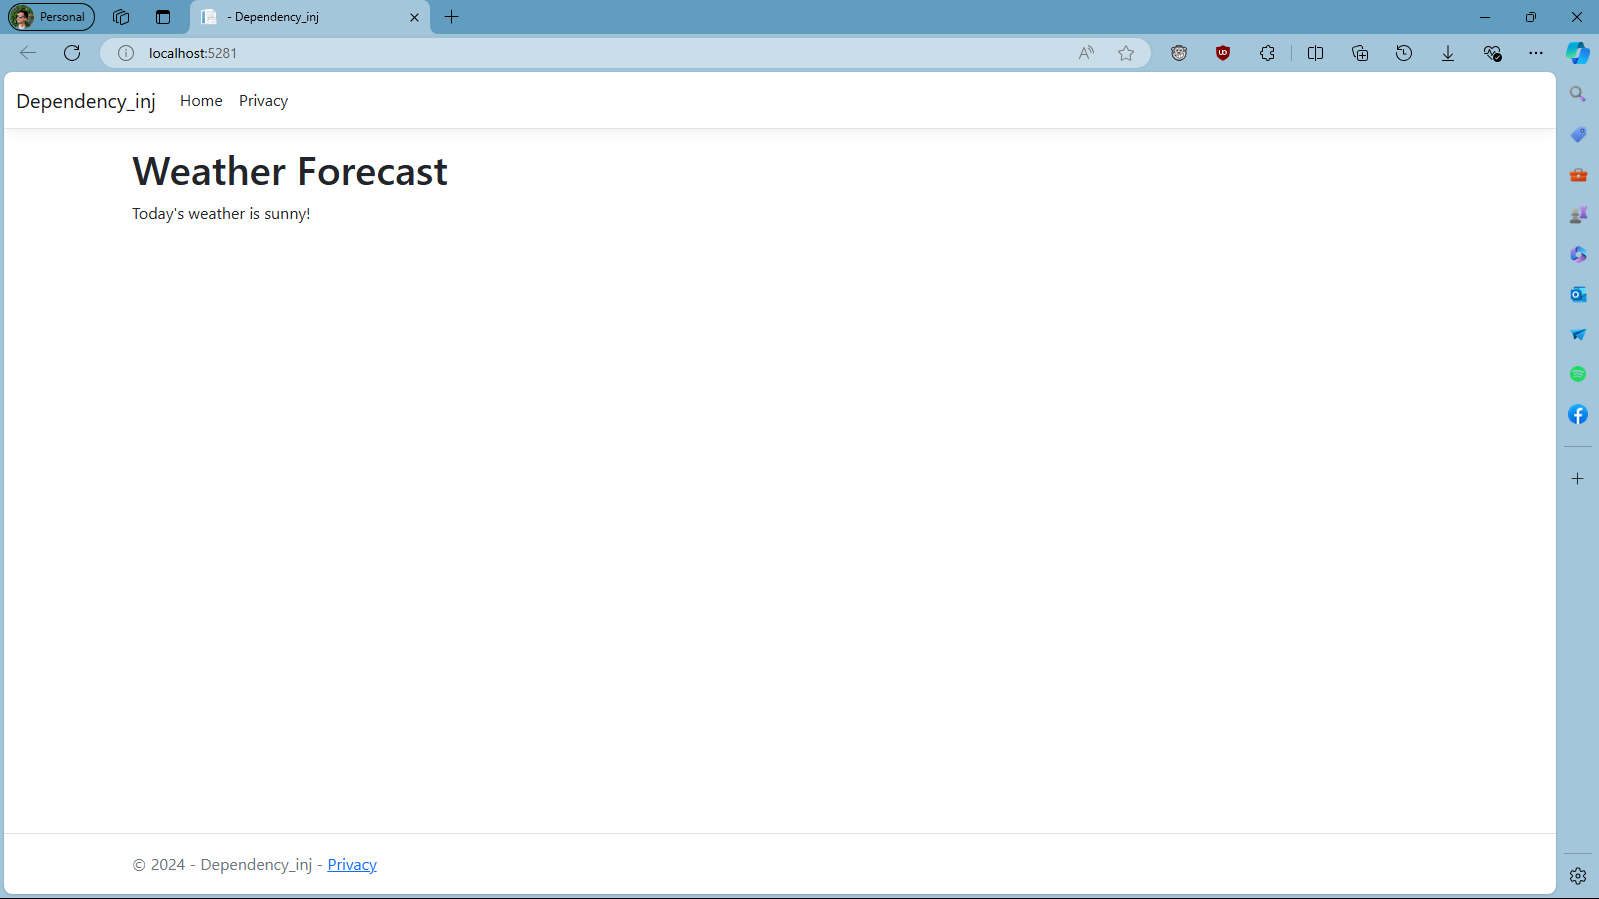 Personal
- Dependency_inj
localhost:5281
Dependency_inj Home Privacy
Weather Forecast
Today's weather is sunny!
© 2024 - Dependency_inj - Privacy